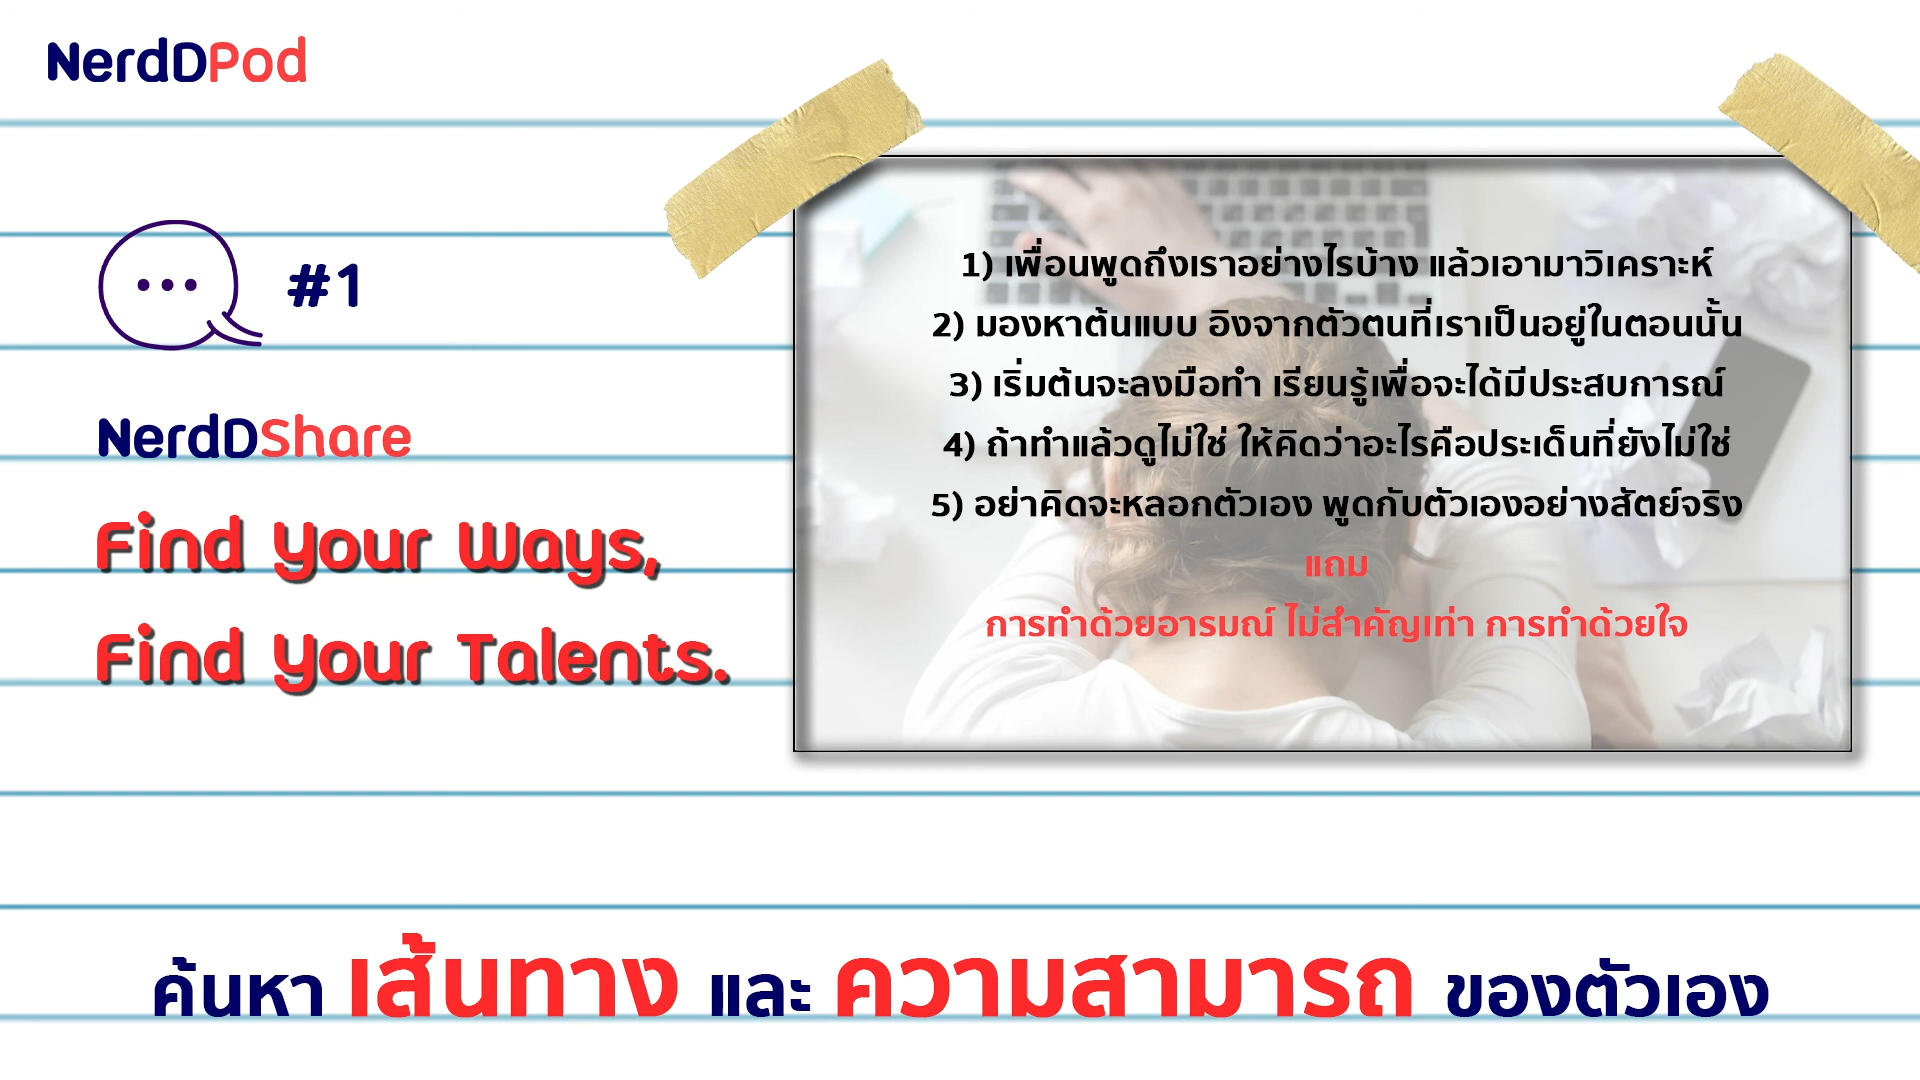 NerdDPod
#1
NerdDShare
Find Your Ways,
Find Your Talents.
1) เพื่อนพูดถึงเราอย่างไรบ้าง แล้วเอามาวิเคราะห์
2) มองหาต้นแบบ อิงจากตัวตนที่เราเป็นอยู่ในตอนนั้น
3) เริ่มต้นจะลงมือทำ เรียนรู้เพื่อจะได้มีประสบการณ์
4) ถ้าทำแล้วดูไม่ใช่ ให้คิดว่าอะไรคือประเด็นที่ยังไม่ใช่
5) อย่าคิดจะหลอกตัวเอง พูดกับตัวเองอย่างสัตย์จริง
แถม
การทำด้วยอารมณ์ ไม่สำคัญเท่า การทำด้วยใจ
ค้นหา เส้นทาง และ ความสามารถ ของตัวเอง